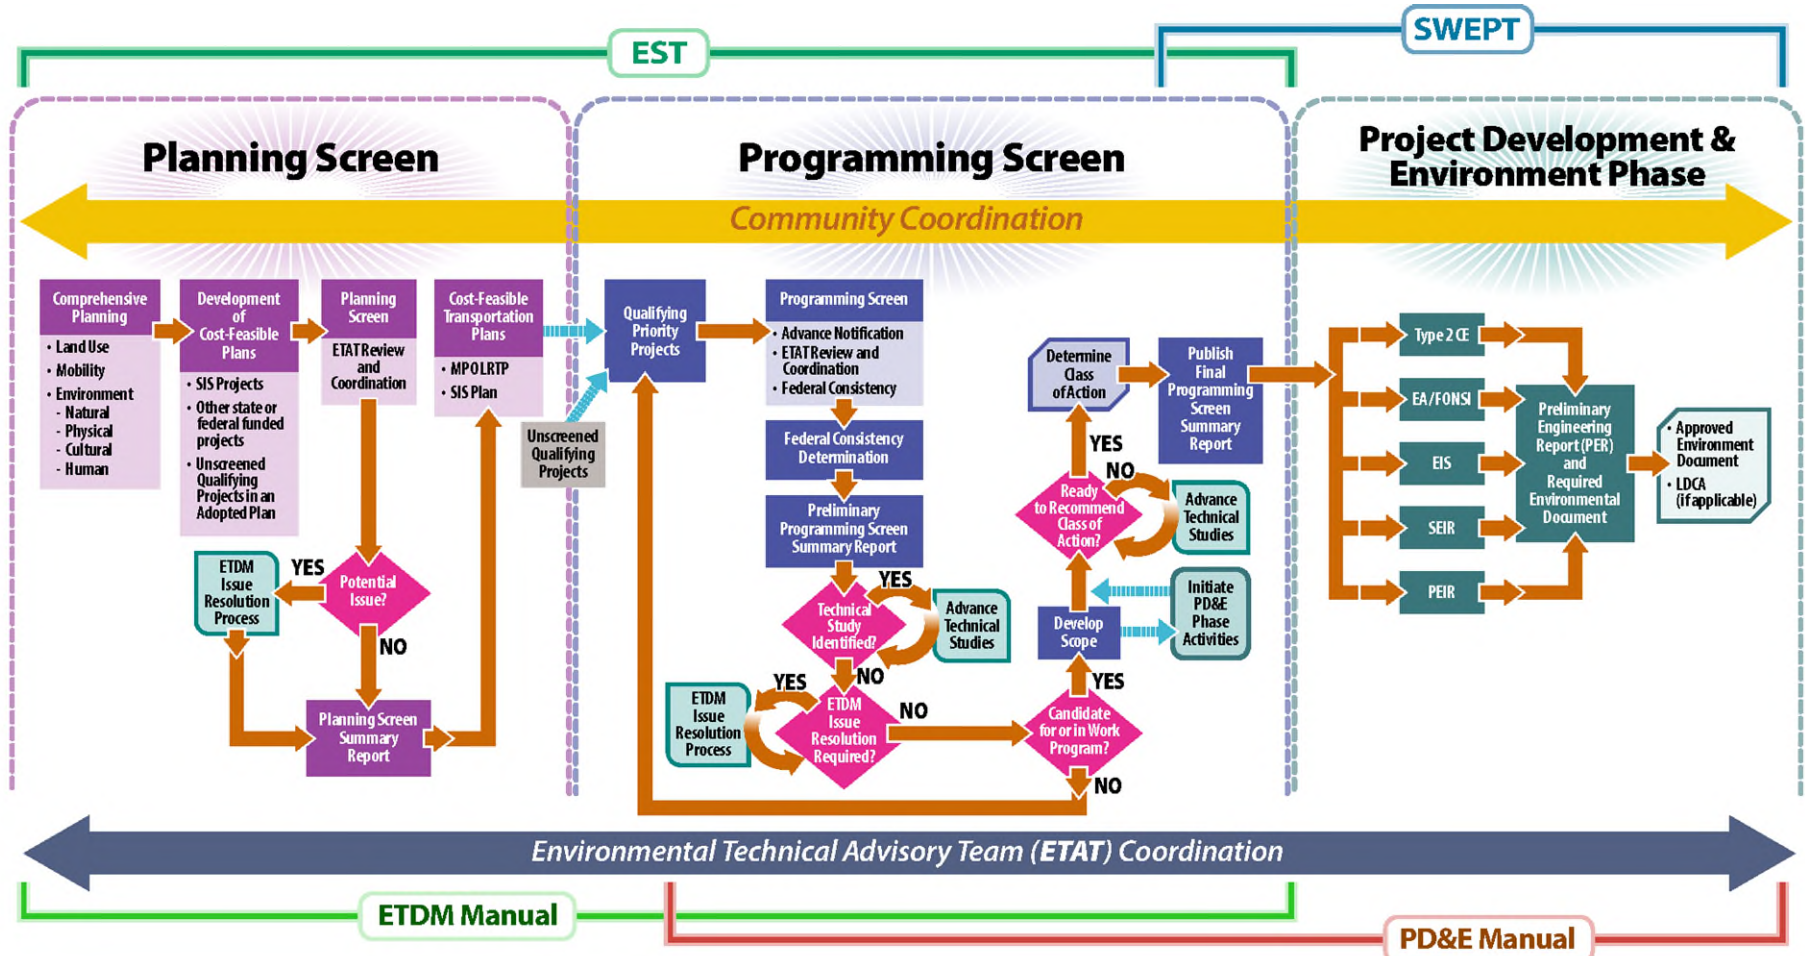 SWEPT
EST
Planning Screen
Programming Screen
Project Development &
Environment Phase
Community Coordination
Comprehensive
Planning
• Land Use
• Mobility
• Environment
- Natural
- Physical
- Cultural
- Human
Development
of
Cost-Feasible
Plans
• SIS Projects
• Other state or
federal funded
projects
• Unscreened
Qualifying
Projects in an
Adopted Plan
Planning
Screen
ETAT Review
and
Coordination
Cost-Feasible
Transportation
Plans
• MPO LRTP
• SIS Plan
Unscreened
Qualifying
Projects
Potential
Issue?
YES
NO
ETDM
Issue
Resolution
Process
Planning Screen
Summary
Report
Qualifying
Priority
Projects
Programming Screen
• Advance Notification
• ETAT Review and
Coordination
• Federal Consistency
Federal Consistency
Determination
Preliminary
Programming Screen
Summary Report
Technical
Study
Identified?
YES
Advance
Technical
Studies
NO
ETDM
Issue
Resolution
Required?
YES
ETDM
Issue
Resolution
Process
NO
Candidate
for or in Work
Program?
NO
YES
Develop
Scope
Initiate
PD&E
Phase
Activities
Ready
to Recommend
Class of
Action?
NO
Advance
Technical
Studies
YES
Determine
Class
of Action
Publish
Final
Programming
Screen
Summary
Report
Type 2 CE
EA/FONSI
EIS
SEIR
PEIR
Preliminary
Engineering
Report (PER)
and
Required
Environmental
Document
• Approved
Environment
Document
• LDCA
(if applicable)
Environmental Technical Advisory Team (ETAT) Coordination
ETDM Manual
PD&E Manual